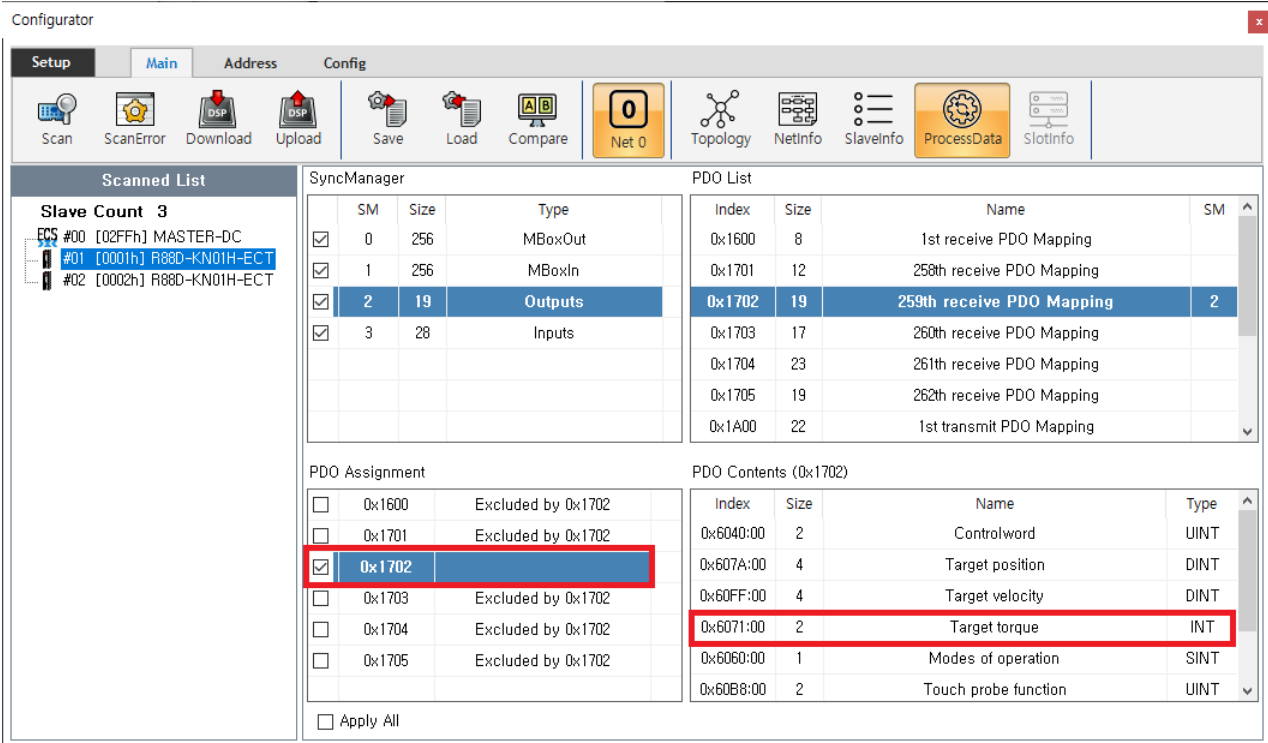 Configurator
x
Setup Main Address Config
DSP DSP A B 0
Scan ScanError Download Upload Save Load Compare Net 0 Topology NetInfo SlaveInfo ProcessData SlotInfo
Scanned List
Slave Count 3
ECS #00 [02FFh] MASTER-DC
#01 [0001h] R88D-KN01H-ECT
#02 [0002h] R88D-KN01H-ECT
SyncManager
SM Size Type
0 256 MBoxOut
1 256 MBoxIn
2 19 Outputs
3 28 Inputs
PDO List
Index Size Name SM
0x1600 8 1st receive PDO Mapping
0x1701 12 258th receive PDO Mapping
0x1702 19 259th receive PDO Mapping 2
0x1703 17 260th receive PDO Mapping
0x1704 23 261th receive PDO Mapping
0x1705 19 262th receive PDO Mapping
0x1A00 22 1st transmit PDO Mapping
PDO Assignment
0x1600 Excluded by 0x1702
0x1701 Excluded by 0x1702
0x1702
0x1703 Excluded by 0x1702
0x1704 Excluded by 0x1702
0x1705 Excluded by 0x1702
Apply All
PDO Contents (0x1702)
Index Size Name Type
0x6040:00 2 Controlword UINT
0x607A:00 4 Target position DINT
0x60FF:00 4 Target velocity DINT
0x6071:00 2 Target torque INT
0x6060:00 1 Modes of operation SINT
0x60B8:00 2 Touch probe function UINT